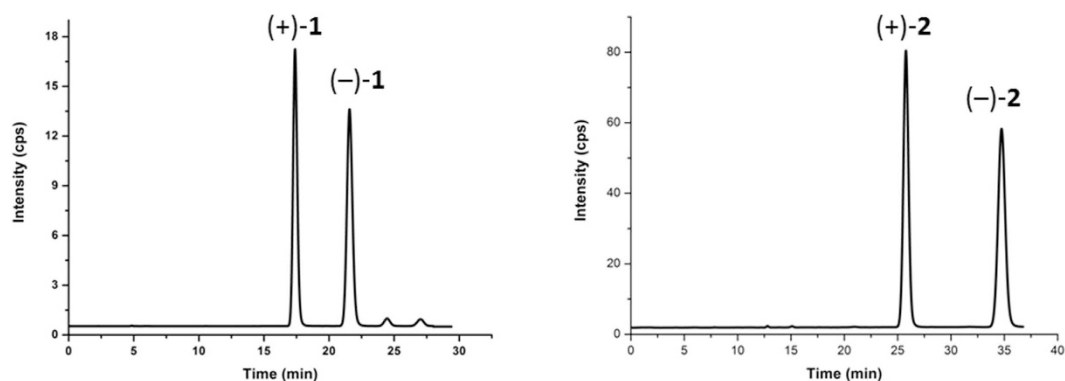 (+)-1
(−)-1
18
15
12
9
6
3
0
Intensity (cps)
0 5 10 15 20 25 30
Time (min)
(+)-2
(−)-2
80
60
40
20
0
Intensity (cps)
0 5 10 15 20 25 30 35 40
Time (min)